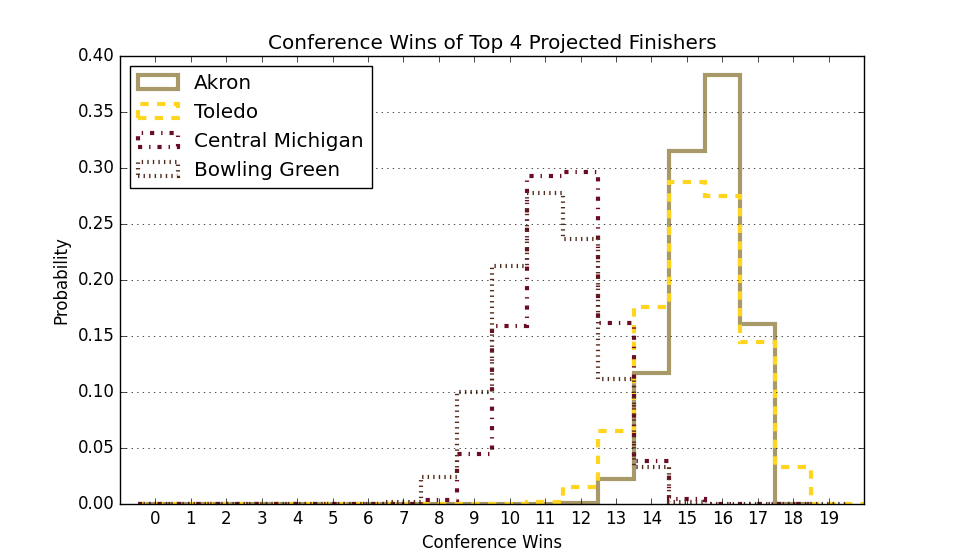 Conference Wins of Top 4 Projected Finishers
0.40
0.35
0.30
0.25
0.20
0.15
0.10
0.05
0.00
Probability
Akron
Toledo
Central Michigan
Bowling Green
0 1 2 3 4 5 6 7 8 9 10 11 12 13 14 15 16 17 18 19
Conference Wins